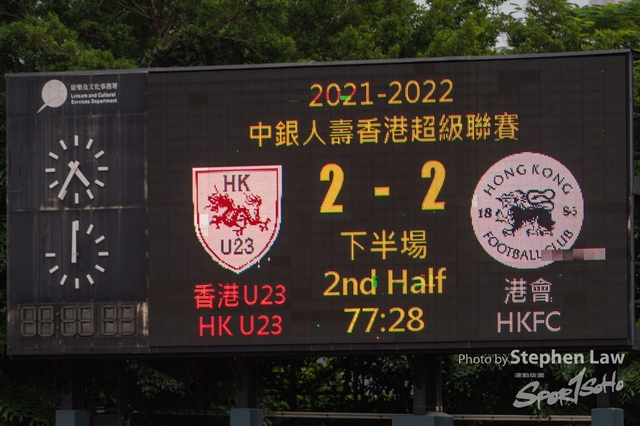 康樂及文化事務署
Leisure and Cultural
Services Department
2021-2022
中銀人壽香港超級聯賽
HK
U23
2 - 2
HONG KONG
18 86
FOOTBALL CLUB
下半場
2nd Half
77:28
香港U23
HK U23
港會
HKFC
Photo by Stephen Law
SPORTSOHO